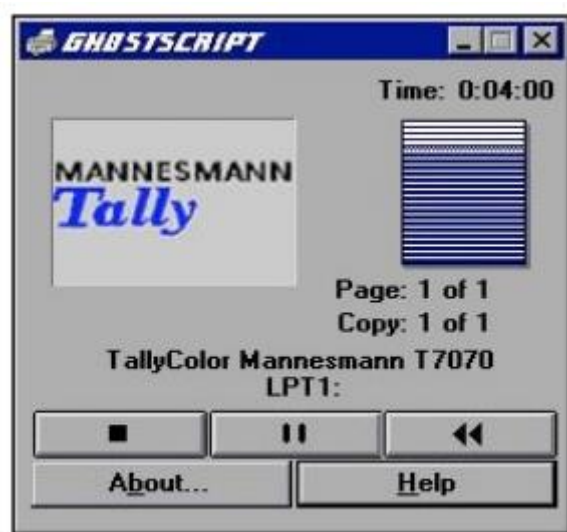 GHOSTSCRIPT
Time: 0:04:00
MANNESMANN
Tally
Page: 1 of 1
Copy: 1 of 1
TallyColor Mannesmann T7070
LPT1:
About...
Help